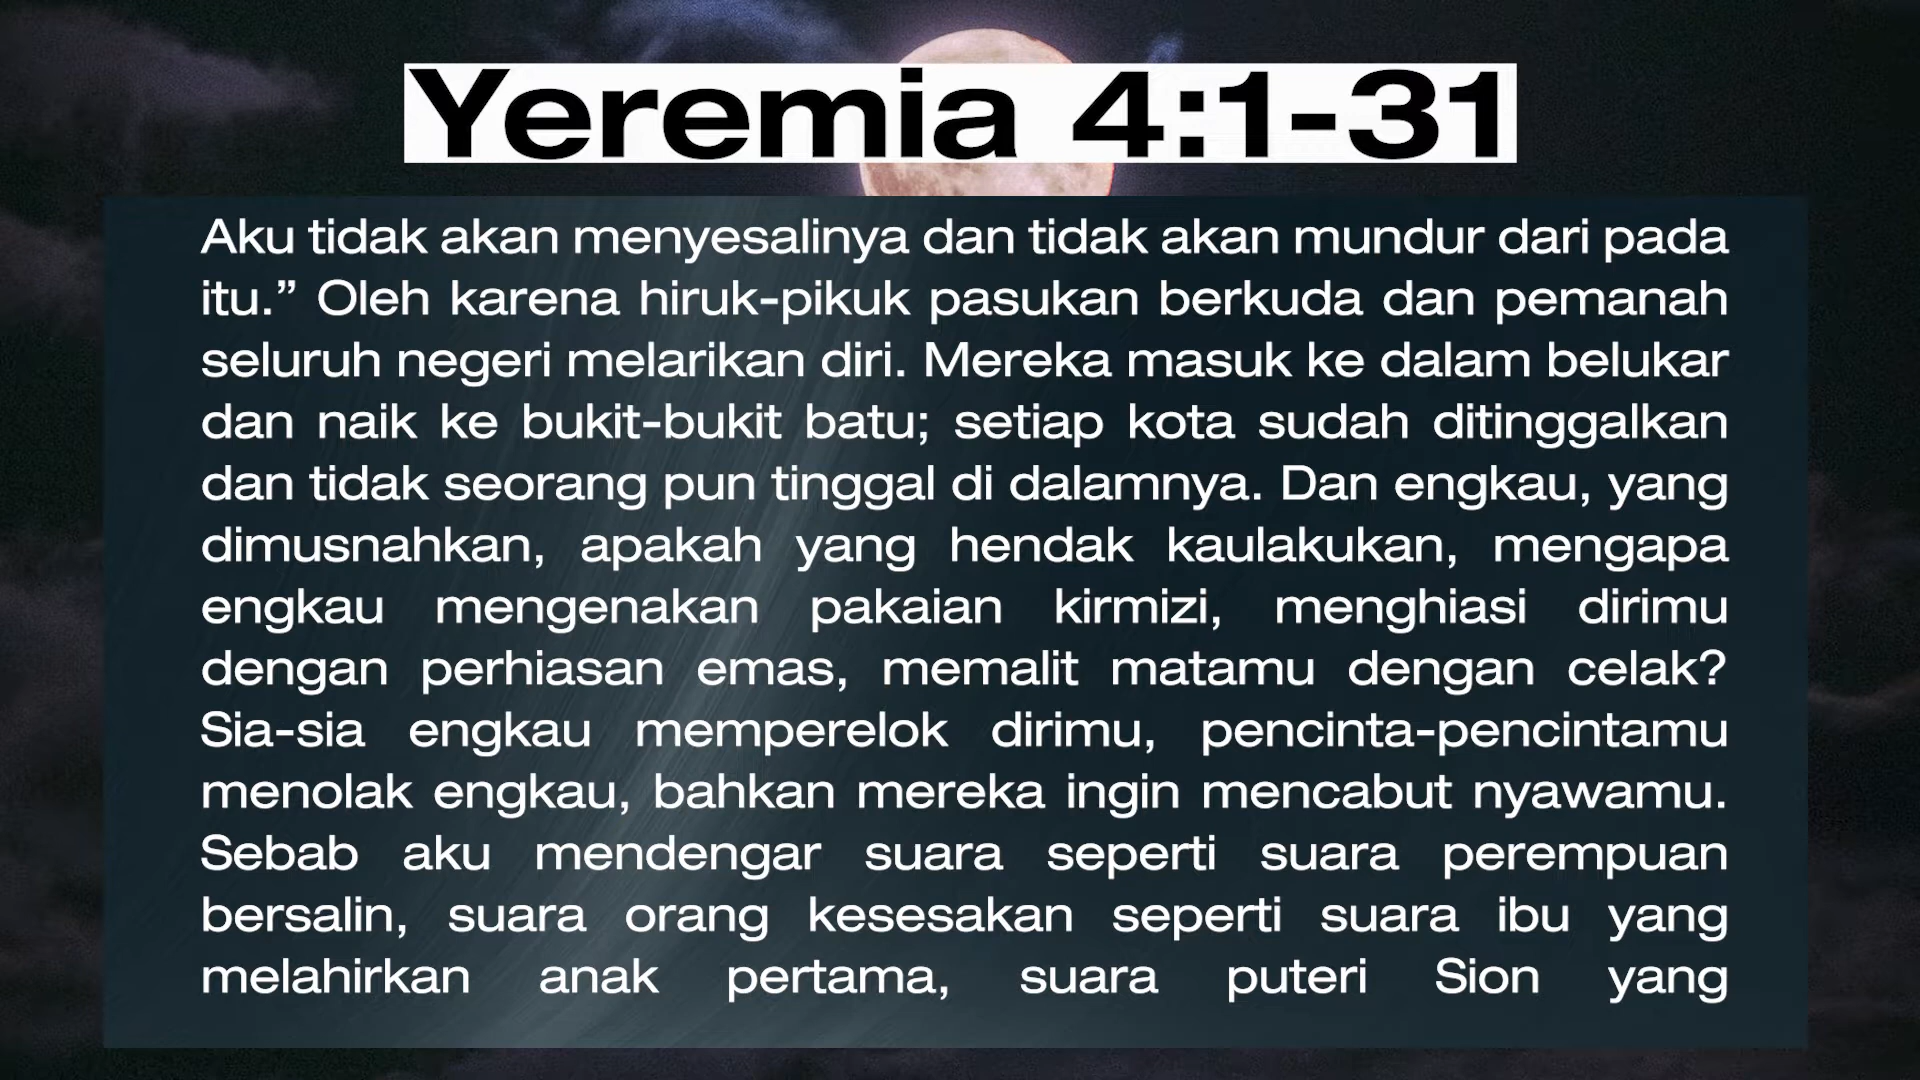 Yeremia 4:1-31
Aku tidak akan menyesalinya dan tidak akan mundur dari pada
itu.” Oleh karena hiruk-pikuk pasukan berkuda dan pemanah
seluruh negeri melarikan diri. Mereka masuk ke dalam belukar
dan naik ke bukit-bukit batu; setiap kota sudah ditinggalkan
dan tidak seorang pun tinggal di dalamnya. Dan engkau, yang
dimusnahkan, apakah yang hendak kaulakukan, mengapa
engkau mengenakan pakaian kirmizi, menghiasi dirimu
dengan perhiasan emas, memalit matamu dengan celak?
Sia-sia engkau memperelok dirimu, pencinta-pencintamu
menolak engkau, bahkan mereka ingin mencabut nyawamu.
Sebab aku mendengar suara seperti suara perempuan
bersalin, suara orang kesesakan seperti suara ibu yang
melahirkan anak pertama, suara puteri Sion yang